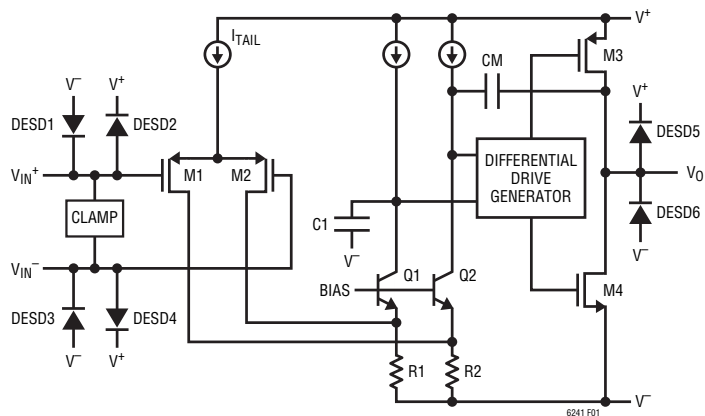 V⁺
I_TAIL
CM
M3
V⁻
V⁺
V⁺
DESD1
DESD2
DESD5
V_IN⁺
M1
M2
DIFFERENTIAL
DRIVE
GENERATOR
V_O
CLAMP
C1
DESD6
V⁻
V⁻
V_IN⁻
Q1
Q2
BIAS
M4
DESD3
DESD4
V⁻
V⁺
R1
R2
V⁻
6241 F01